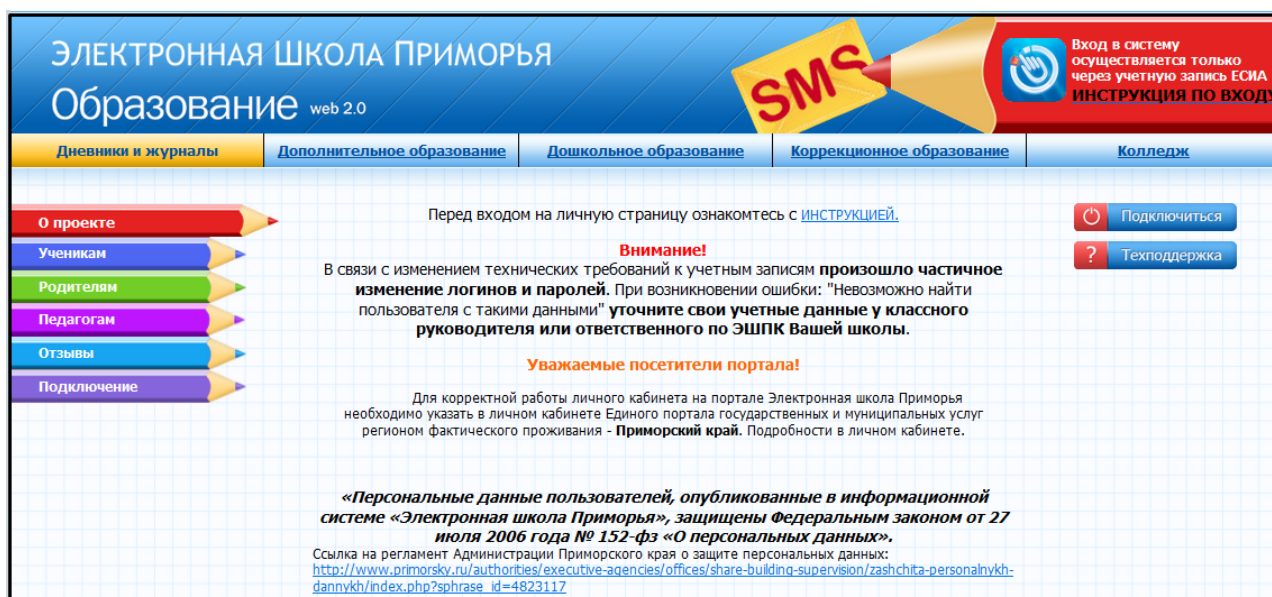 Электронная Школа Приморья
Образование web 2.0
SMS
Вход в систему
осуществляется только
через учетную запись ЕСИА
ИНСТРУКЦИЯ ПО ВХОДУ
Дневники и журналы Дополнительное образование Дошкольное образование Коррекционное образование Колледж
О проекте
Ученикам
Родителям
Педагогам
Отзывы
Подключение
Перед входом на личную страницу ознакомтесь с ИНСТРУКЦИЕЙ.
Внимание!
В связи с изменением технических требований к учетным записям произошло частичное
изменение логинов и паролей. При возникновении ошибки: "Невозможно найти
пользователя с такими данными" уточните свои учетные данные у классного
руководителя или ответственного по ЭШПК Вашей школы.
Уважаемые посетители портала!
Для корректной работы личного кабинета на портале Электронная школа Приморья
необходимо указать в личном кабинете Единого портала государственных и муниципальных услуг
регионом фактического проживания - Приморский край. Подробности в личном кабинете.
«Персональные данные пользователей, опубликованные в информационной
системе «Электронная школа Приморья», защищены Федеральным законом от 27
июля 2006 года № 152-фз «О персональных данных».
Ссылка на регламент Администрации Приморского края о защите персональных данных:
http://www.primorsky.ru/authorities/executive-agencies/offices/share-building-supervision/zashchita-personalnykh-
dannykh/index.php?sphrase_id=4823117
Подключиться
? Техподдержка